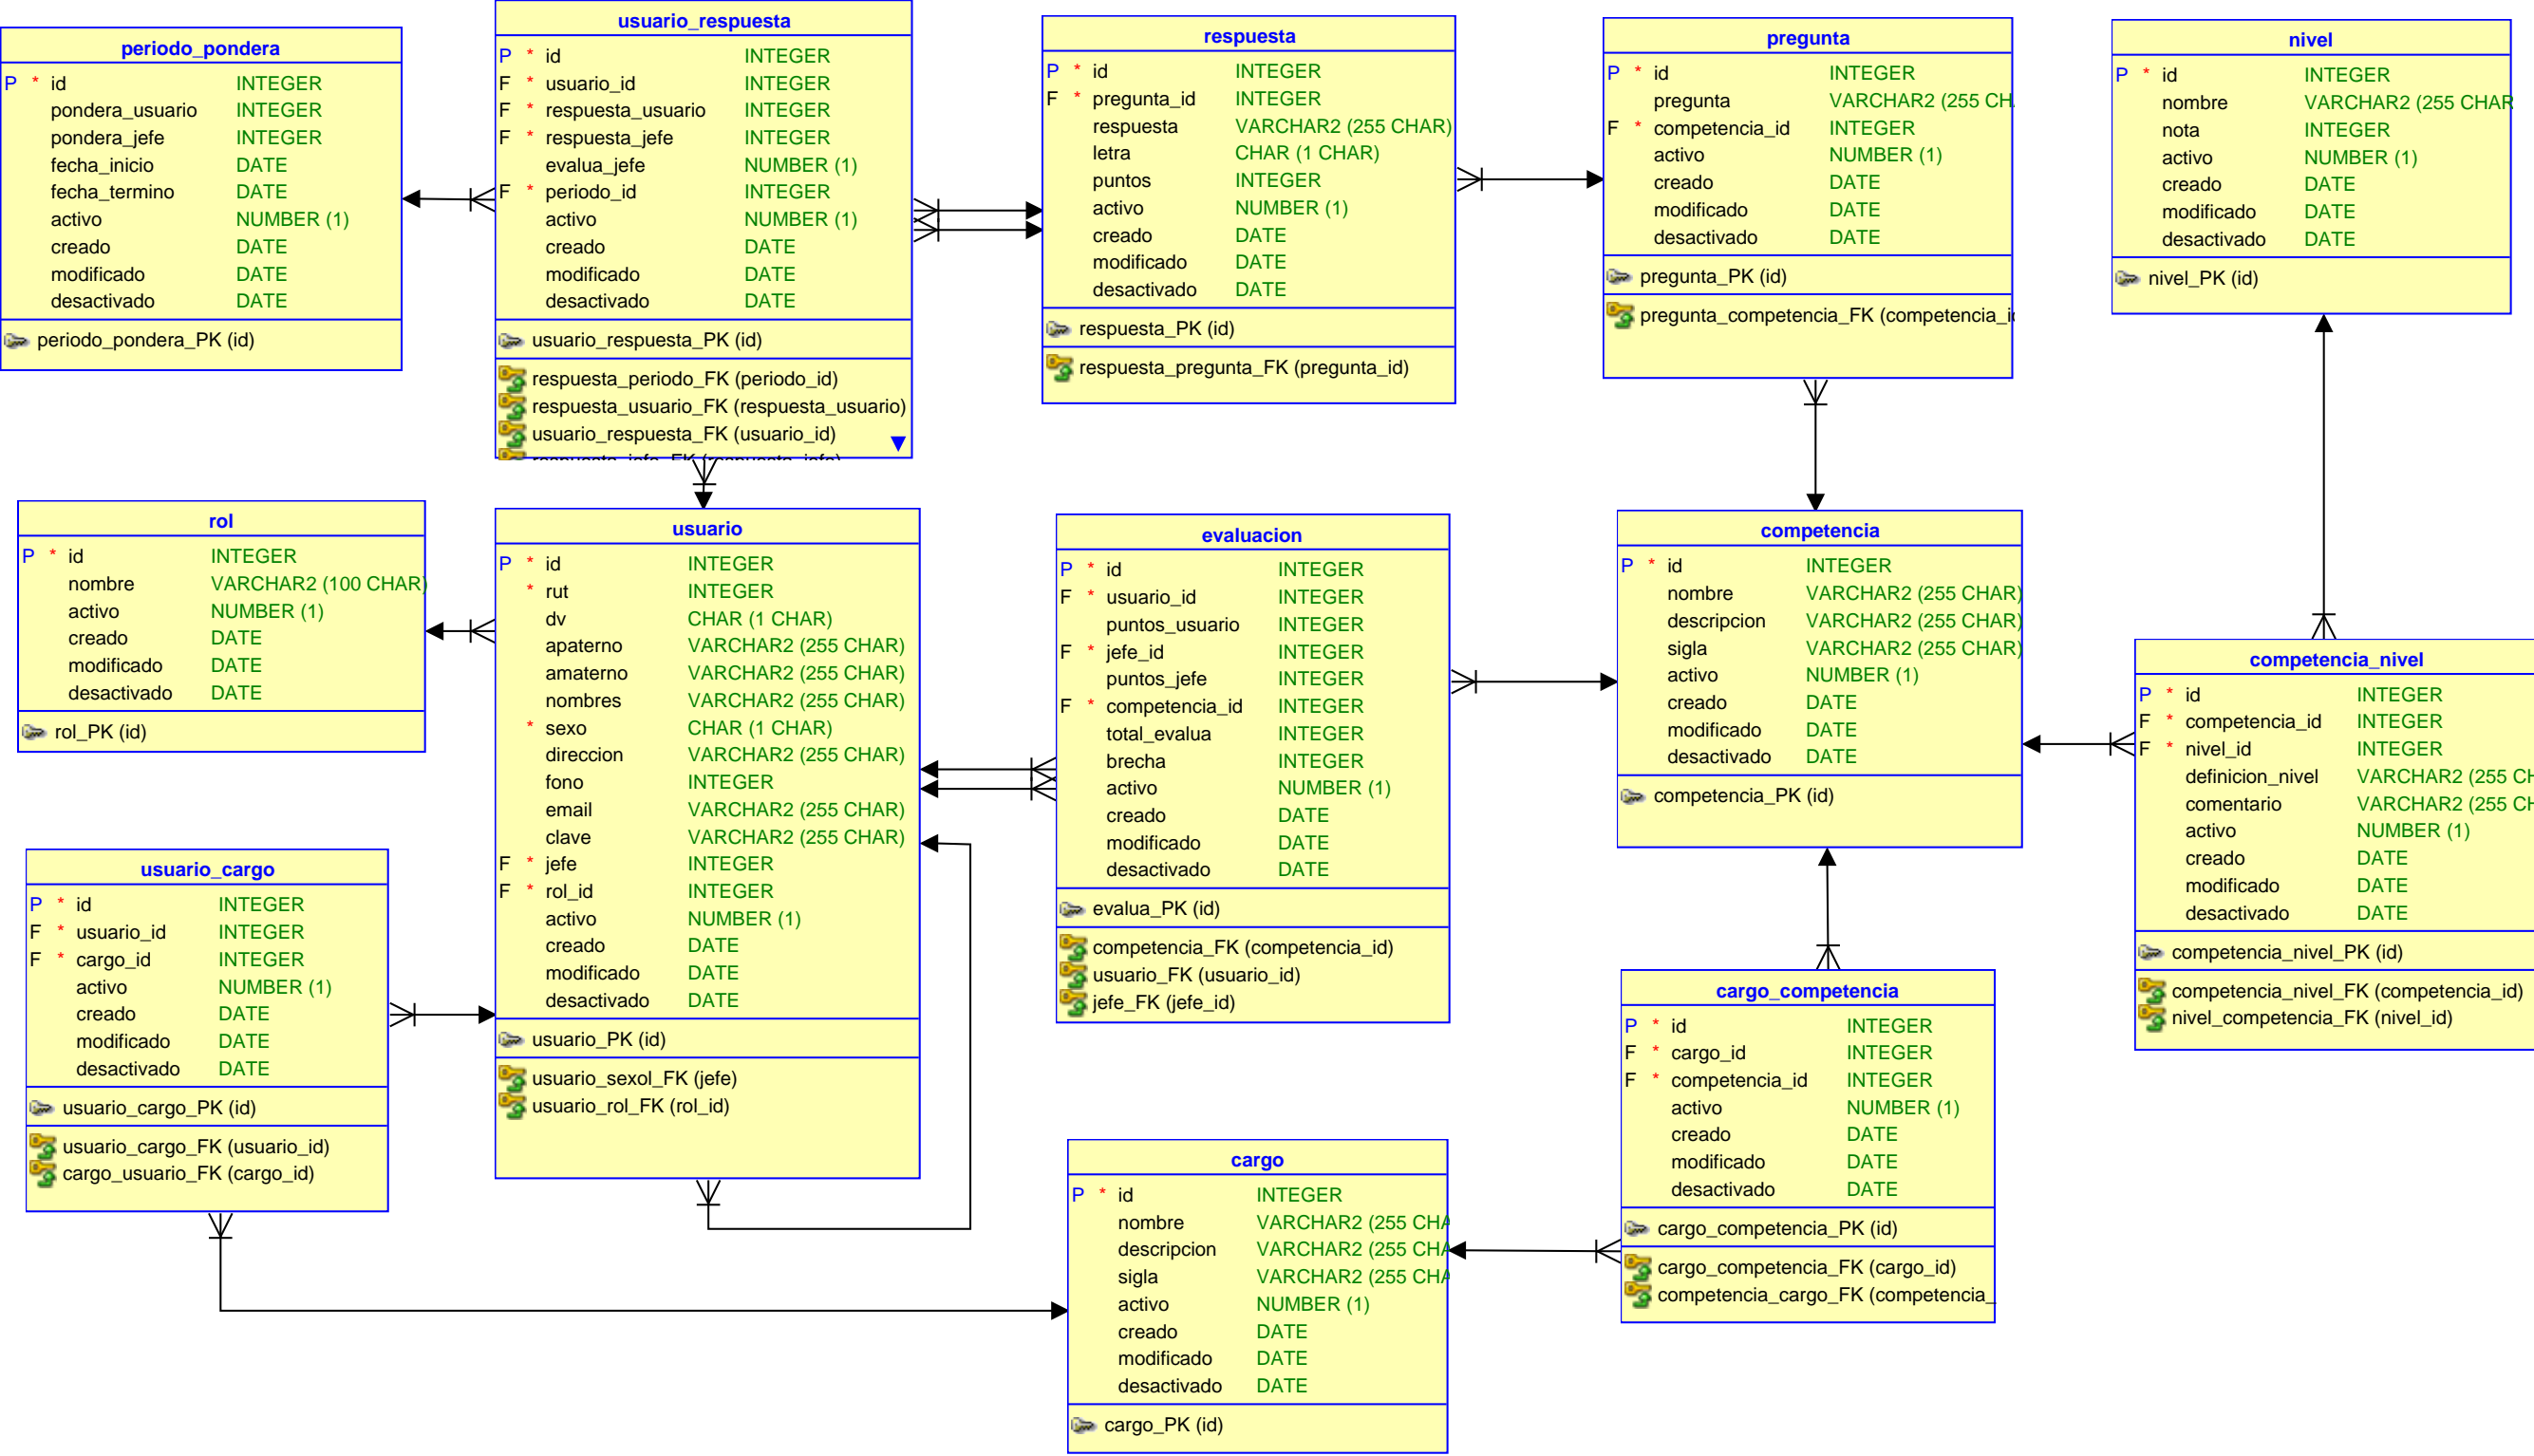 periodo_pondera
P * id INTEGER
pondera_usuario INTEGER
pondera_jefe INTEGER
fecha_inicio DATE
fecha_termino DATE
activo NUMBER (1)
creado DATE
modificado DATE
desactivado DATE
periodo_pondera_PK (id)
usuario_respuesta
P * id INTEGER
F * usuario_id INTEGER
F * respuesta_usuario INTEGER
F * respuesta_jefe INTEGER
evalua_jefe NUMBER (1)
F * periodo_id INTEGER
activo NUMBER (1)
creado DATE
modificado DATE
desactivado DATE
usuario_respuesta_PK (id)
respuesta_periodo_FK (periodo_id)
respuesta_usuario_FK (respuesta_usuario)
usuario_respuesta_FK (usuario_id)
respuesta_jefe_FK (respuesta_jefe)
respuesta
P * id INTEGER
F * pregunta_id INTEGER
respuesta VARCHAR2 (255 CHAR)
letra CHAR (1 CHAR)
puntos INTEGER
activo NUMBER (1)
creado DATE
modificado DATE
desactivado DATE
respuesta_PK (id)
respuesta_pregunta_FK (pregunta_id)
pregunta
P * id INTEGER
pregunta VARCHAR2 (255 CH
F * competencia_id INTEGER
activo NUMBER (1)
creado DATE
modificado DATE
desactivado DATE
pregunta_PK (id)
pregunta_competencia_FK (competencia_i
nivel
P * id INTEGER
nombre VARCHAR2 (255 CHAR
nota INTEGER
activo NUMBER (1)
creado DATE
modificado DATE
desactivado DATE
nivel_PK (id)
rol
P * id INTEGER
nombre VARCHAR2 (100 CHAR)
activo NUMBER (1)
creado DATE
modificado DATE
desactivado DATE
rol_PK (id)
usuario
P * id INTEGER
* rut INTEGER
dv CHAR (1 CHAR)
apaterno VARCHAR2 (255 CHAR)
amaterno VARCHAR2 (255 CHAR)
nombres VARCHAR2 (255 CHAR)
* sexo CHAR (1 CHAR)
direccion VARCHAR2 (255 CHAR)
fono INTEGER
email VARCHAR2 (255 CHAR)
clave VARCHAR2 (255 CHAR)
F * jefe INTEGER
F * rol_id INTEGER
activo NUMBER (1)
creado DATE
modificado DATE
desactivado DATE
usuario_PK (id)
usuario_sexol_FK (jefe)
usuario_rol_FK (rol_id)
evaluacion
P * id INTEGER
F * usuario_id INTEGER
puntos_usuario INTEGER
F * jefe_id INTEGER
puntos_jefe INTEGER
F * competencia_id INTEGER
total_evalua INTEGER
brecha INTEGER
activo NUMBER (1)
creado DATE
modificado DATE
desactivado DATE
evalua_PK (id)
competencia_FK (competencia_id)
usuario_FK (usuario_id)
jefe_FK (jefe_id)
competencia
P * id INTEGER
nombre VARCHAR2 (255 CHAR)
descripcion VARCHAR2 (255 CHAR)
sigla VARCHAR2 (255 CHAR)
activo NUMBER (1)
creado DATE
modificado DATE
desactivado DATE
competencia_PK (id)
competencia_nivel
P * id INTEGER
F * competencia_id INTEGER
F * nivel_id INTEGER
definicion_nivel VARCHAR2 (255 CH
comentario VARCHAR2 (255 CH
activo NUMBER (1)
creado DATE
modificado DATE
desactivado DATE
competencia_nivel_PK (id)
competencia_nivel_FK (competencia_id)
nivel_competencia_FK (nivel_id)
usuario_cargo
P * id INTEGER
F * usuario_id INTEGER
F * cargo_id INTEGER
activo NUMBER (1)
creado DATE
modificado DATE
desactivado DATE
usuario_cargo_PK (id)
usuario_cargo_FK (usuario_id)
cargo_usuario_FK (cargo_id)
cargo
P * id INTEGER
nombre VARCHAR2 (255 CHA
descripcion VARCHAR2 (255 CHA
sigla VARCHAR2 (255 CHA
activo NUMBER (1)
creado DATE
modificado DATE
desactivado DATE
cargo_PK (id)
cargo_competencia
P * id INTEGER
F * cargo_id INTEGER
F * competencia_id INTEGER
activo NUMBER (1)
creado DATE
modificado DATE
desactivado DATE
cargo_competencia_PK (id)
cargo_competencia_FK (cargo_id)
competencia_cargo_FK (competencia_